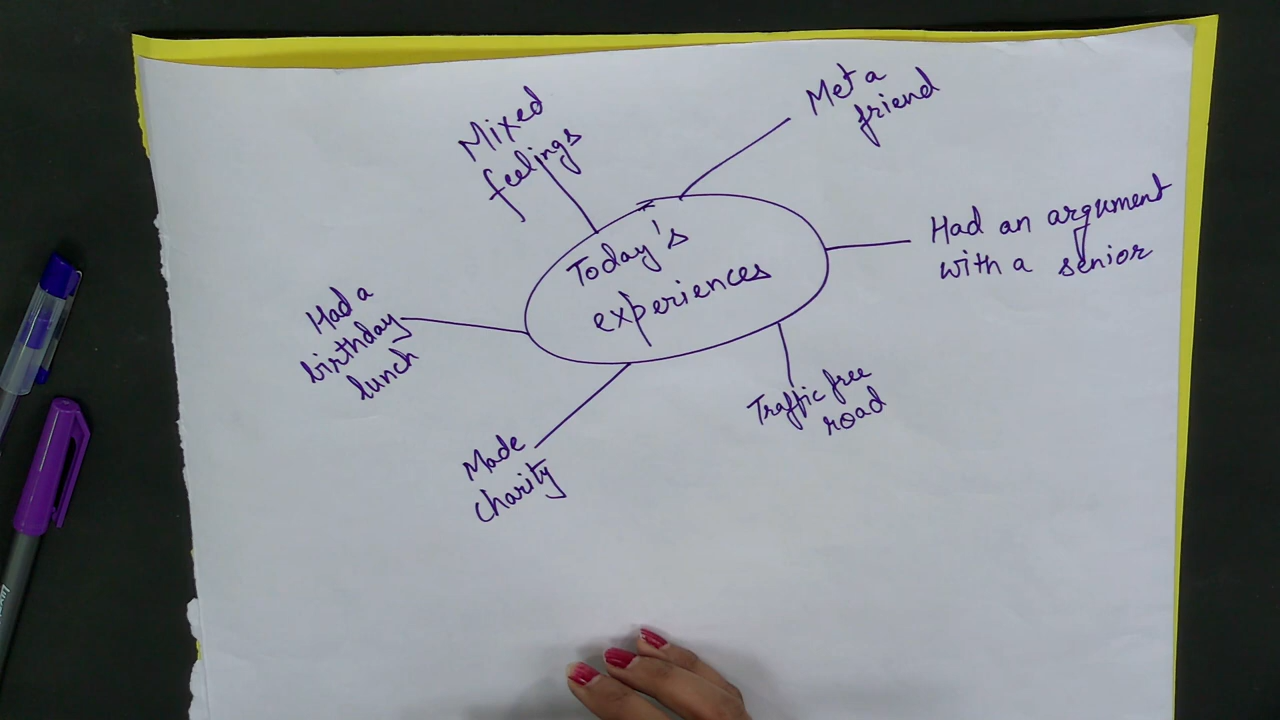 Today's
experiences
Mixed
feelings
Met a
friend
Had an argument
with a senior
Traffic free
road
Made
charity
Had a
birthday
lunch